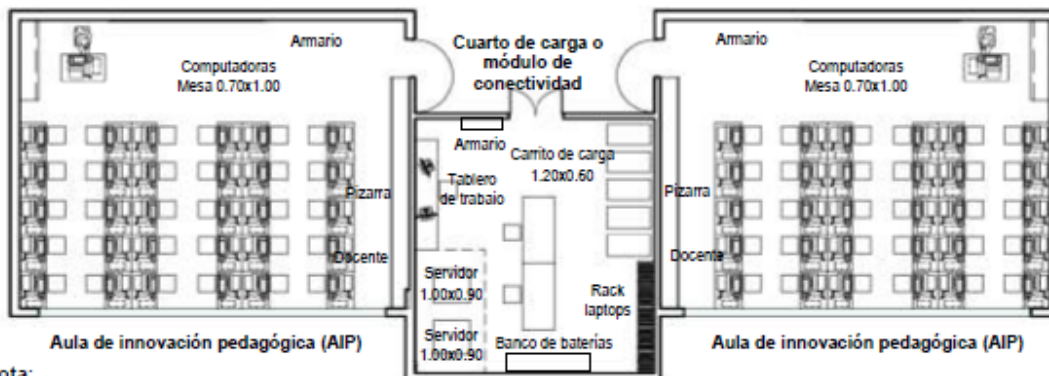 Armario
Computadoras
Mesa 0.70x1.00
Pizarra
Docente
Aula de innovación pedagógica (AIP)
Cuarto de carga o
módulo de
conectividad
Armario
Carrito de carga
1.20x0.60
Tablero
de trabajo
Servidor
1.00x0.90
Servidor
1.00x0.90
Rack
laptops
Banco de baterías
Armario
Computadoras
Mesa 0.70x1.00
Pizarra
Docente
Aula de innovación pedagógica (AIP)